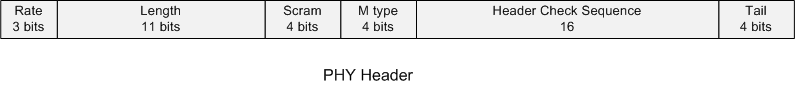 Rate Length Scram M type Header Check Sequence Tail
3 bits 11 bits 4 bits 4 bits 16 4 bits
PHY Header